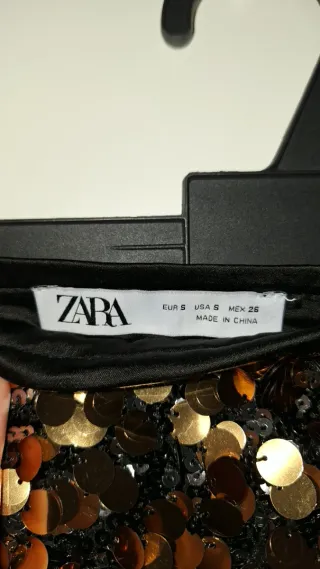 ZARA
EUR S USA S MEX 26
MADE IN CHINA